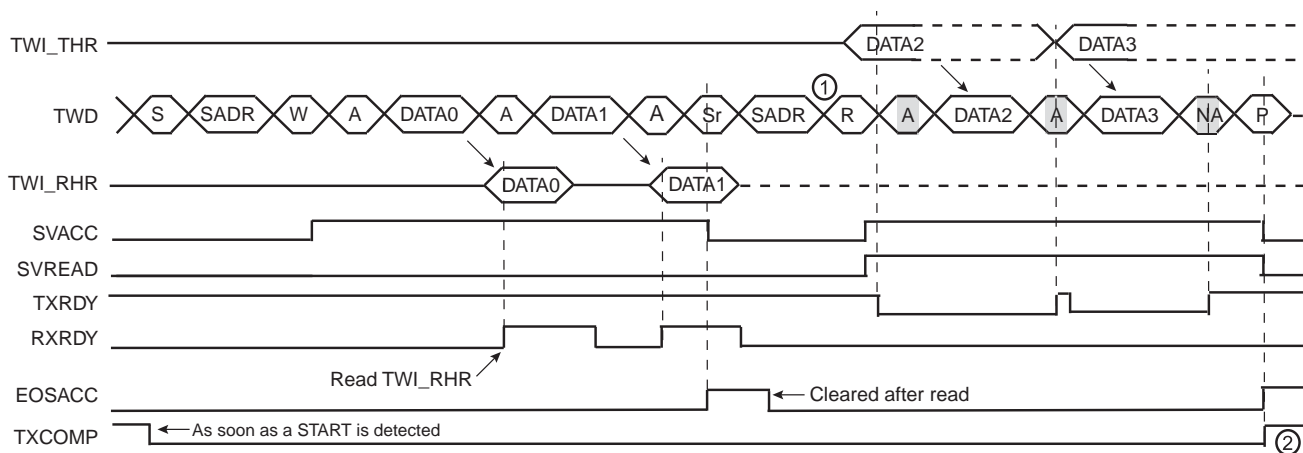 TWI_THR DATA2 DATA3
①
TWD S SADR W A DATA0 A DATA1 A Sr SADR R A DATA2 A DATA3 NA P
TWI_RHR DATA0 DATA1
SVACC
SVREAD
TXRDY
RXRDY
Read TWI_RHR
EOSACC Cleared after read
TXCOMP As soon as a START is detected ②